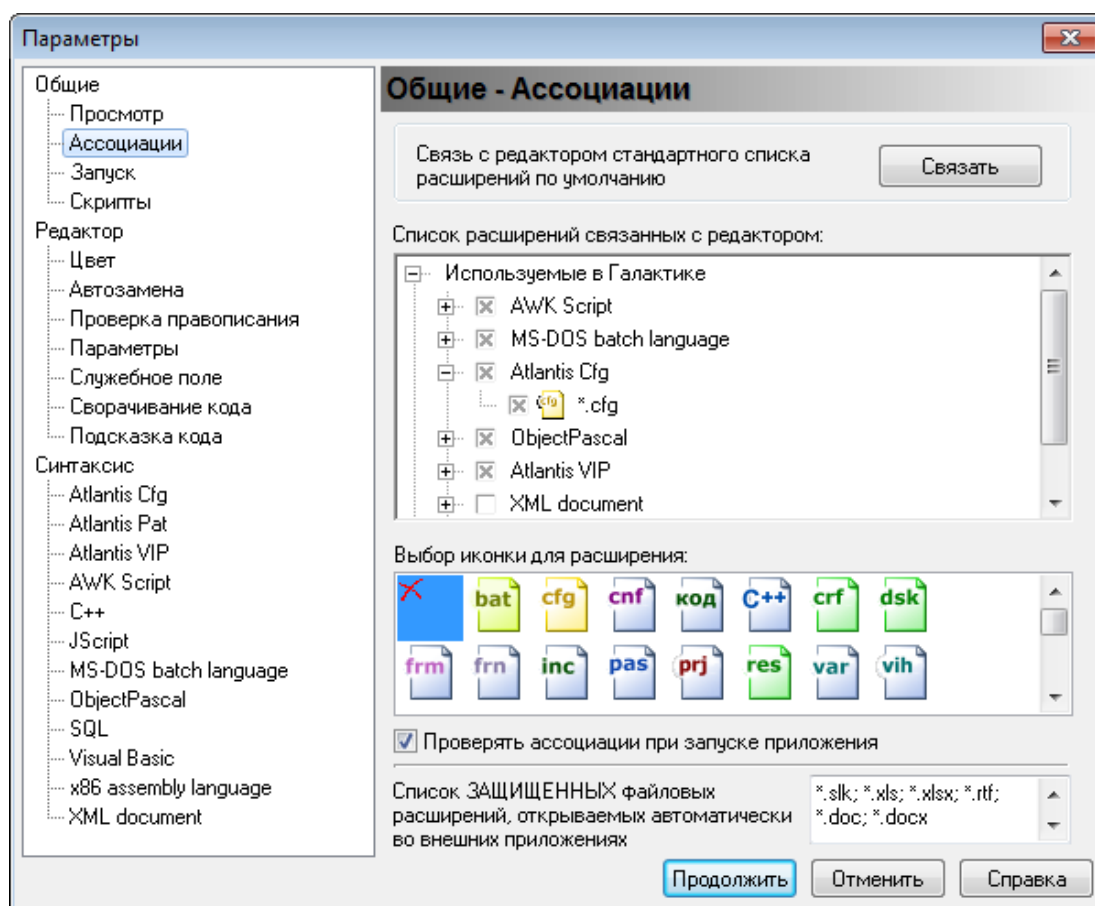 Параметры
Общие
Просмотр
Ассоциации
Запуск
Скрипты
Редактор
Цвет
Автозамена
Проверка правописания
Параметры
Служебное поле
Сворачивание кода
Подсказка кода
Синтаксис
Atlantis Cfg
Atlantis Pat
Atlantis VIP
AWK Script
C++
JScript
MS-DOS batch language
ObjectPascal
SQL
Visual Basic
x86 assembly language
XML document
Общие - Ассоциации
Связь с редактором стандартного списка
расширений по умолчанию
Связать
Список расширений связанных с редактором:
Используемые в Галактике
AWK Script
MS-DOS batch language
Atlantis Cfg
cfg *.cfg
ObjectPascal
Atlantis VIP
XML document
Выбор иконки для расширения:
bat cfg cnf код C++ crf dsk
frm frn inc pas prj res var vih
Проверять ассоциации при запуске приложения
Список ЗАЩИЩЕННЫХ файловых
расширений, открываемых автоматически
во внешних приложениях
*.slk; *.xls; *.xlsx; *.rtf;
*.doc; *.docx
Продолжить Отменить Справка